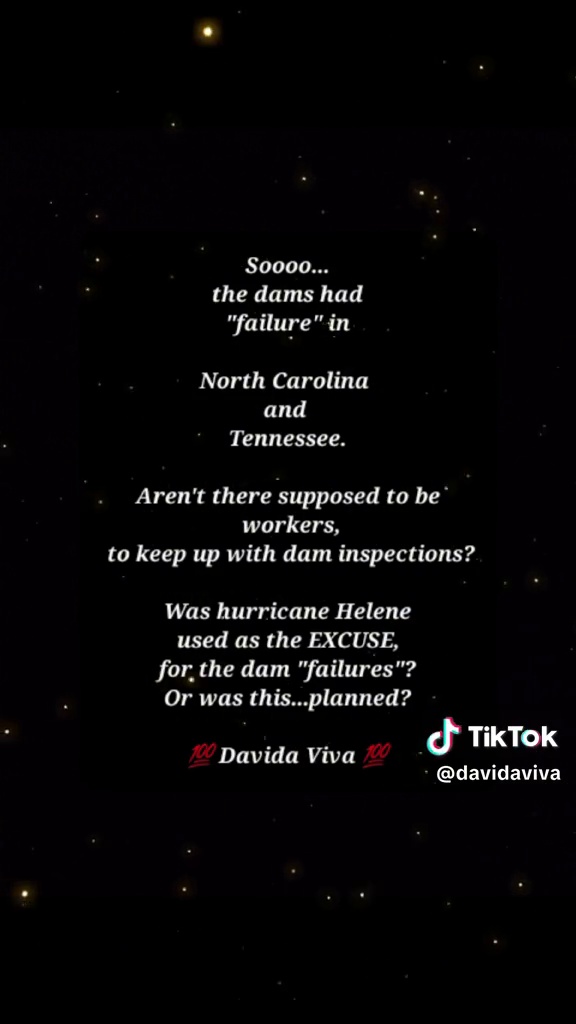 Soooo...
the dams had
"failure" in
North Carolina
and
Tennessee.
Aren't there supposed to be
workers,
to keep up with dam inspections?
Was hurricane Helene
used as the EXCUSE,
for the dam "failures"?
Or was this...planned?
💯 Davida Viva 💯
TikTok
@davidaviva